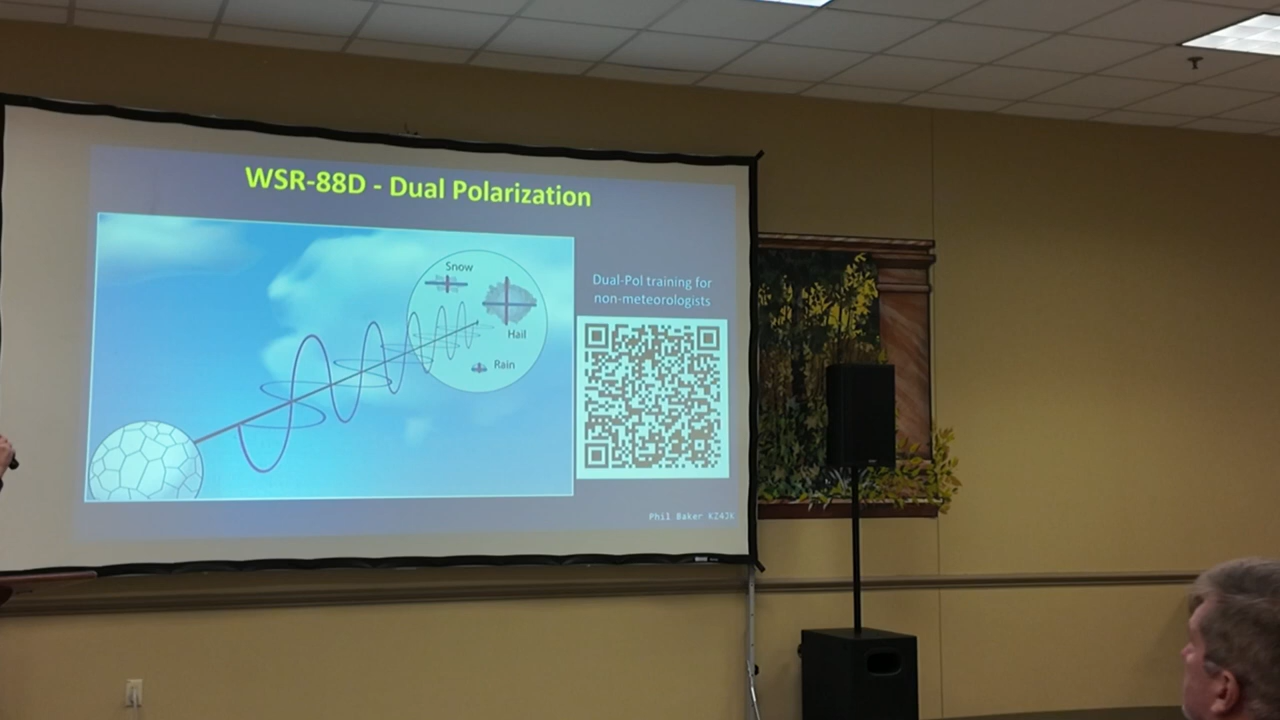 WSR-88D - Dual Polarization
Snow
Hail
Rain
Dual-Pol training for
non-meteorologists
Phil Baker KZ4JK